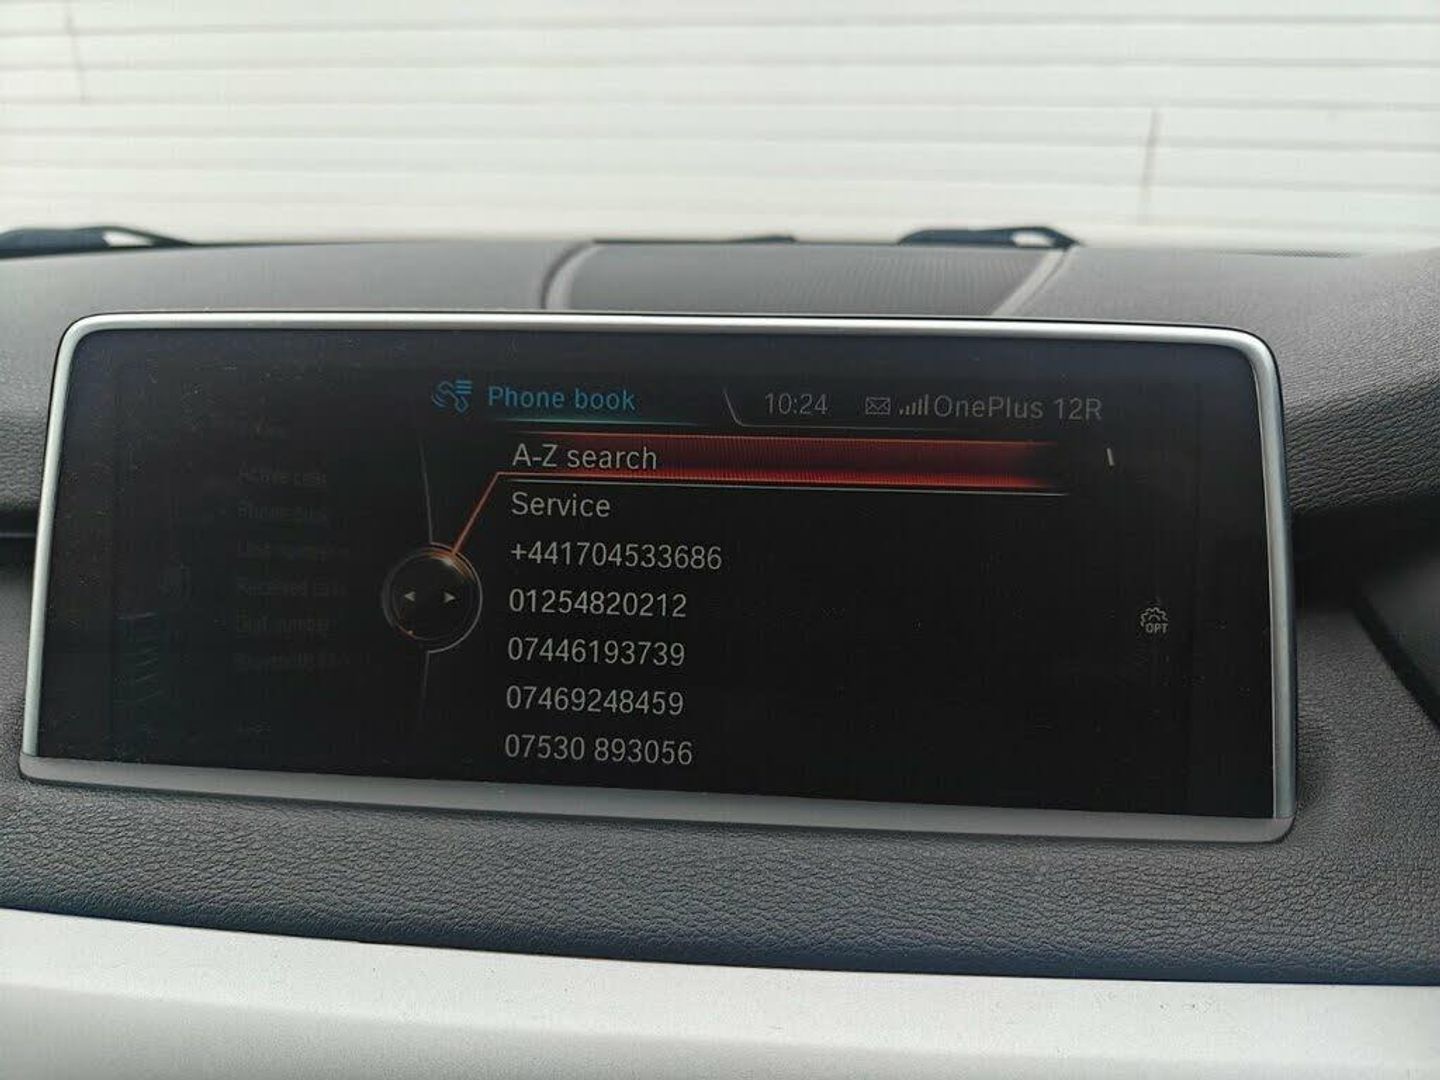 Phone book
10:24
OnePlus 12R
A-Z search
Service
+441704533686
01254820212
07446193739
07469248459
07530 893056
OPT